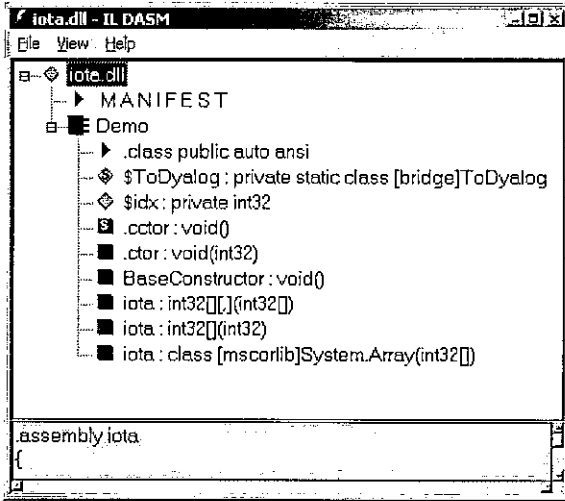 iota.dll - IL DASM
File View Help
iota.dll
MANIFEST
Demo
.class public auto ansi
$ToDyalog : private static class [bridge]ToDyalog
$idx : private int32
S .cctor : void()
.ctor : void(int32)
BaseConstructor : void()
iota : int32[][,](int32[])
iota : int32[](int32)
iota : class [mscorlib]System.Array(int32[])
.assembly iota
{